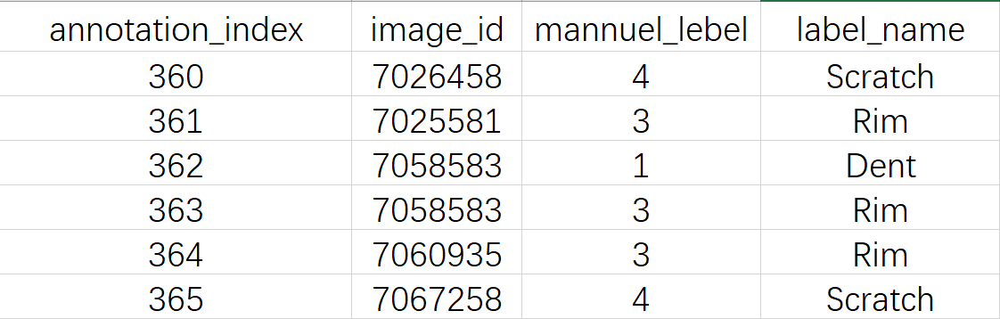 annotation_index image_id mannuel_lebel label_name
360 7026458 4 Scratch
361 7025581 3 Rim
362 7058583 1 Dent
363 7058583 3 Rim
364 7060935 3 Rim
365 7067258 4 Scratch